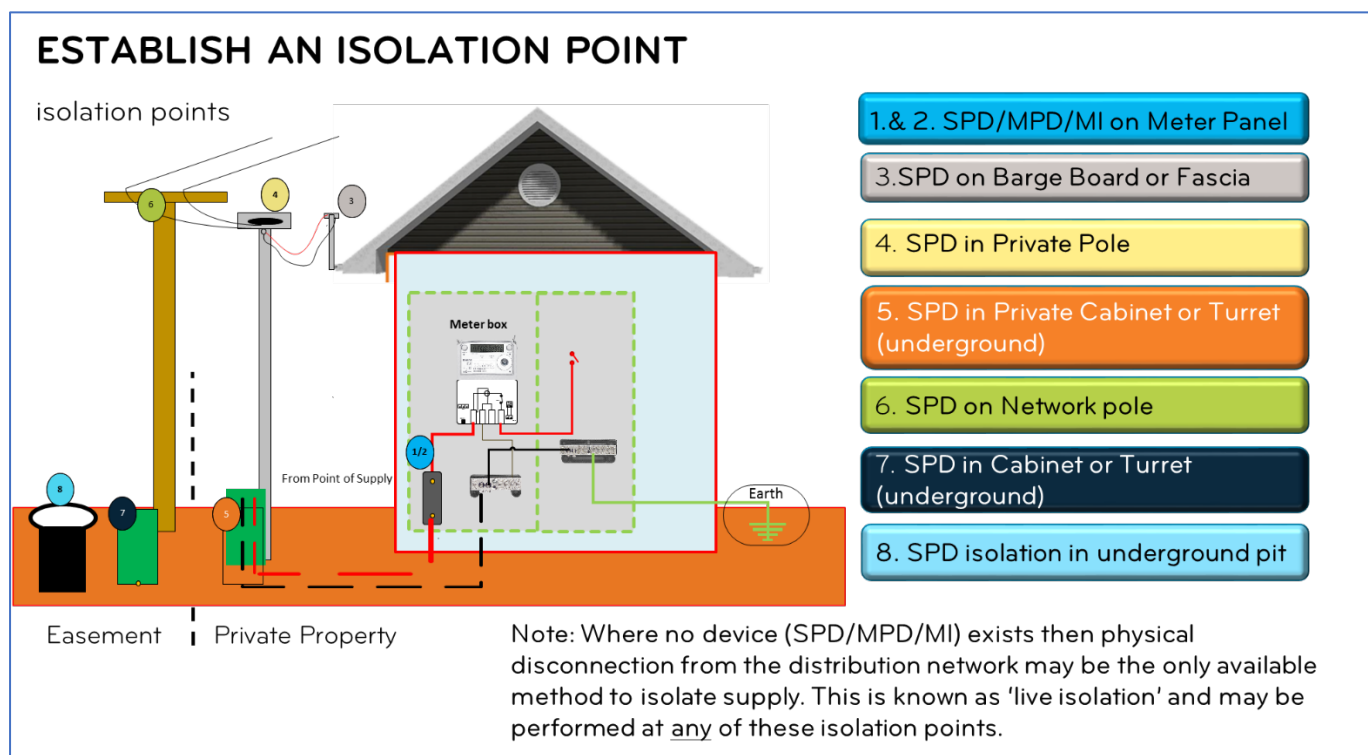 ESTABLISH AN ISOLATION POINT
isolation points
1.& 2. SPD/MPD/MI on Meter Panel
3.SPD on Barge Board or Fascia
4. SPD in Private Pole
5. SPD in Private Cabinet or Turret
(underground)
6. SPD on Network pole
7. SPD in Cabinet or Turret
(underground)
8. SPD isolation in underground pit
6
4
3
Meter box
1/2
From Point of Supply
Earth
8
7
5
Easement
Private Property
Note: Where no device (SPD/MPD/MI) exists then physical
disconnection from the distribution network may be the only available
method to isolate supply. This is known as 'live isolation' and may be
performed at any of these isolation points.